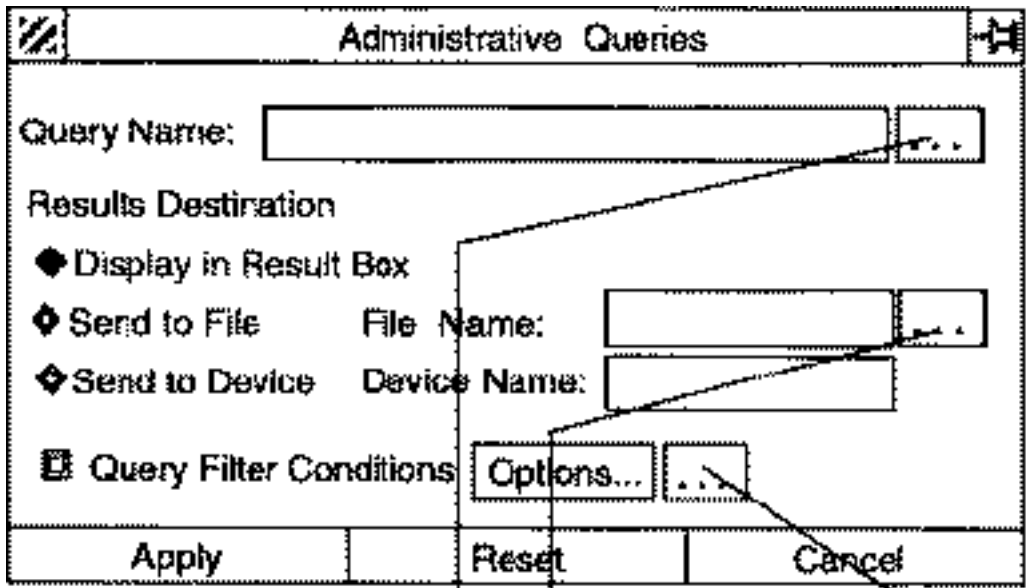 Administrative Queries
Query Name: ...
Results Destination
Display in Result Box
Send to File File Name: ...
Send to Device Device Name:
Query Filter Conditions Options... ...
Apply Reset Cancel